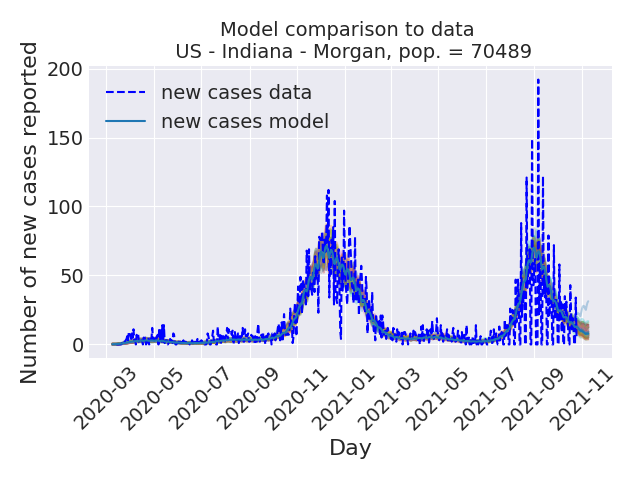 Model comparison to data
US - Indiana - Morgan, pop. = 70489
Number of new cases reported
200
150
100
50
0
new cases data
new cases model
2020-03
2020-05
2020-07
2020-09
2020-11
2021-01
2021-03
2021-05
2021-07
2021-09
2021-11
Day